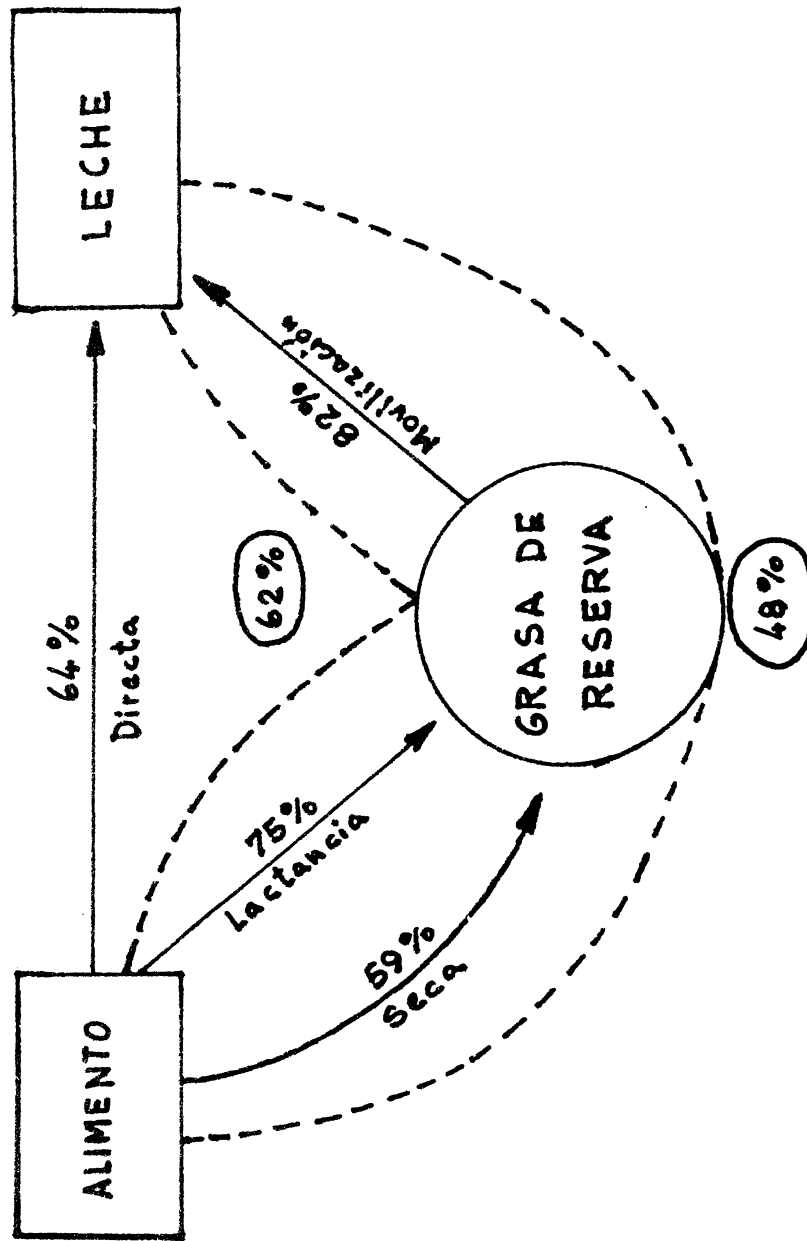 ALIMENTO
64%
Directa
LECHE
75%
Lactancia
59%
Seca
62%
82%
Movilización
GRASA DE
RESERVA
48%